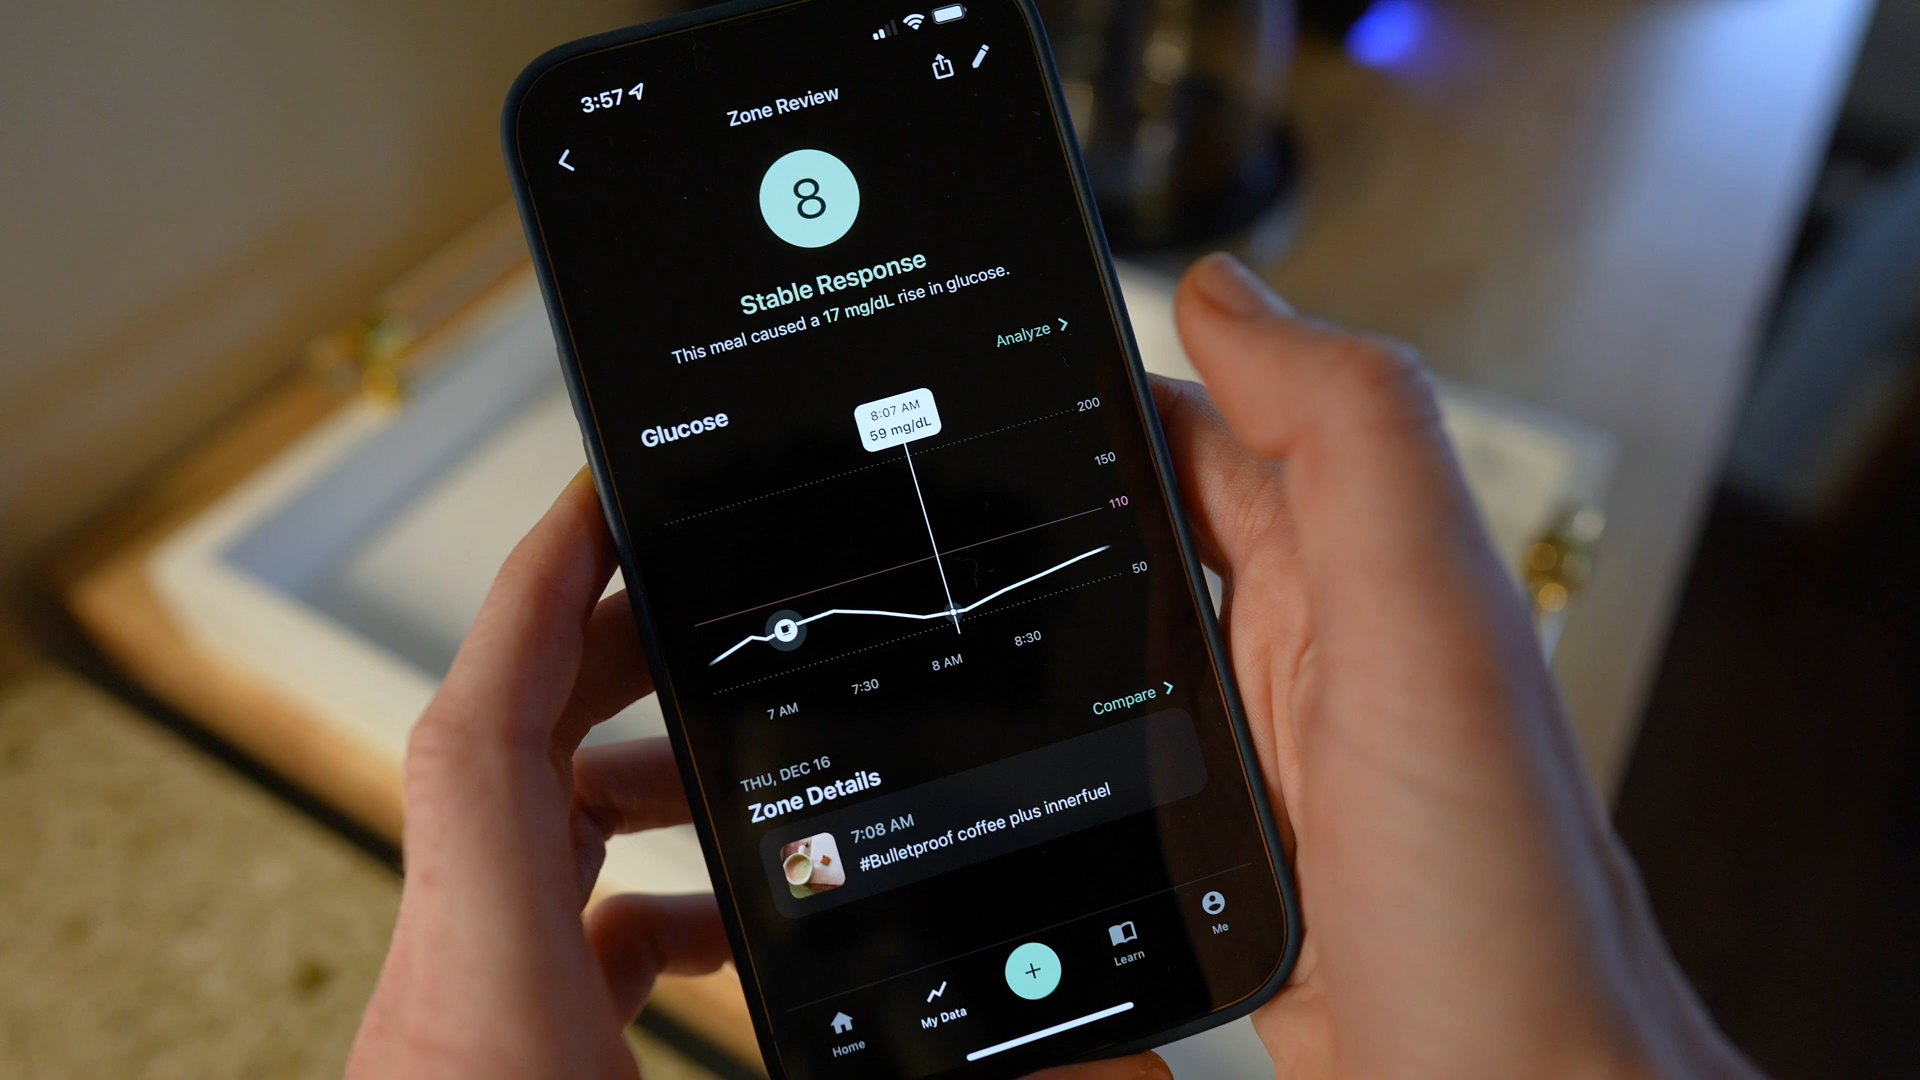 3:57
Zone Review
8
Stable Response
This meal caused a 17 mg/dL rise in glucose.
Analyze
Glucose
8:07 AM
59 mg/dL
200
150
110
50
7 AM
7:30
8 AM
8:30
Compare
THU, DEC 16
Zone Details
7:08 AM
#Bulletproof coffee plus innerfuel
Home
My Data
+
Learn
Me